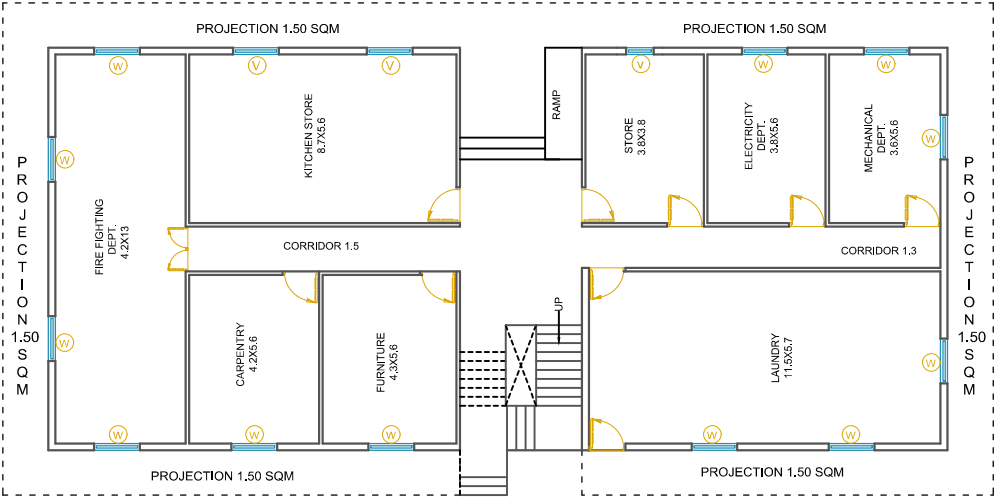 PROJECTION 1.50 SQM
PROJECTION 1.50 SQM
W
V
V
V
W
W
KITCHEN STORE
8.7X5.6
RAMP
STORE
3.8X3.8
ELECTRICITY
DEPT.
3.8X5.6
MECHANICAL
DEPT.
3.6X5.6
W
W
PROJECTION
1.50
SQM
PROJECTION
1.50
SQM
FIRE FIGHTING
DEPT.
4.2X13
CORRIDOR 1.5
CORRIDOR 1.3
UP
W
W
CARPENTRY
4.2X5.6
FURNITURE
4.3X5.6
LAUNDRY
11.5X5.7
W
W
W
W
W
PROJECTION 1.50 SQM
PROJECTION 1.50 SQM